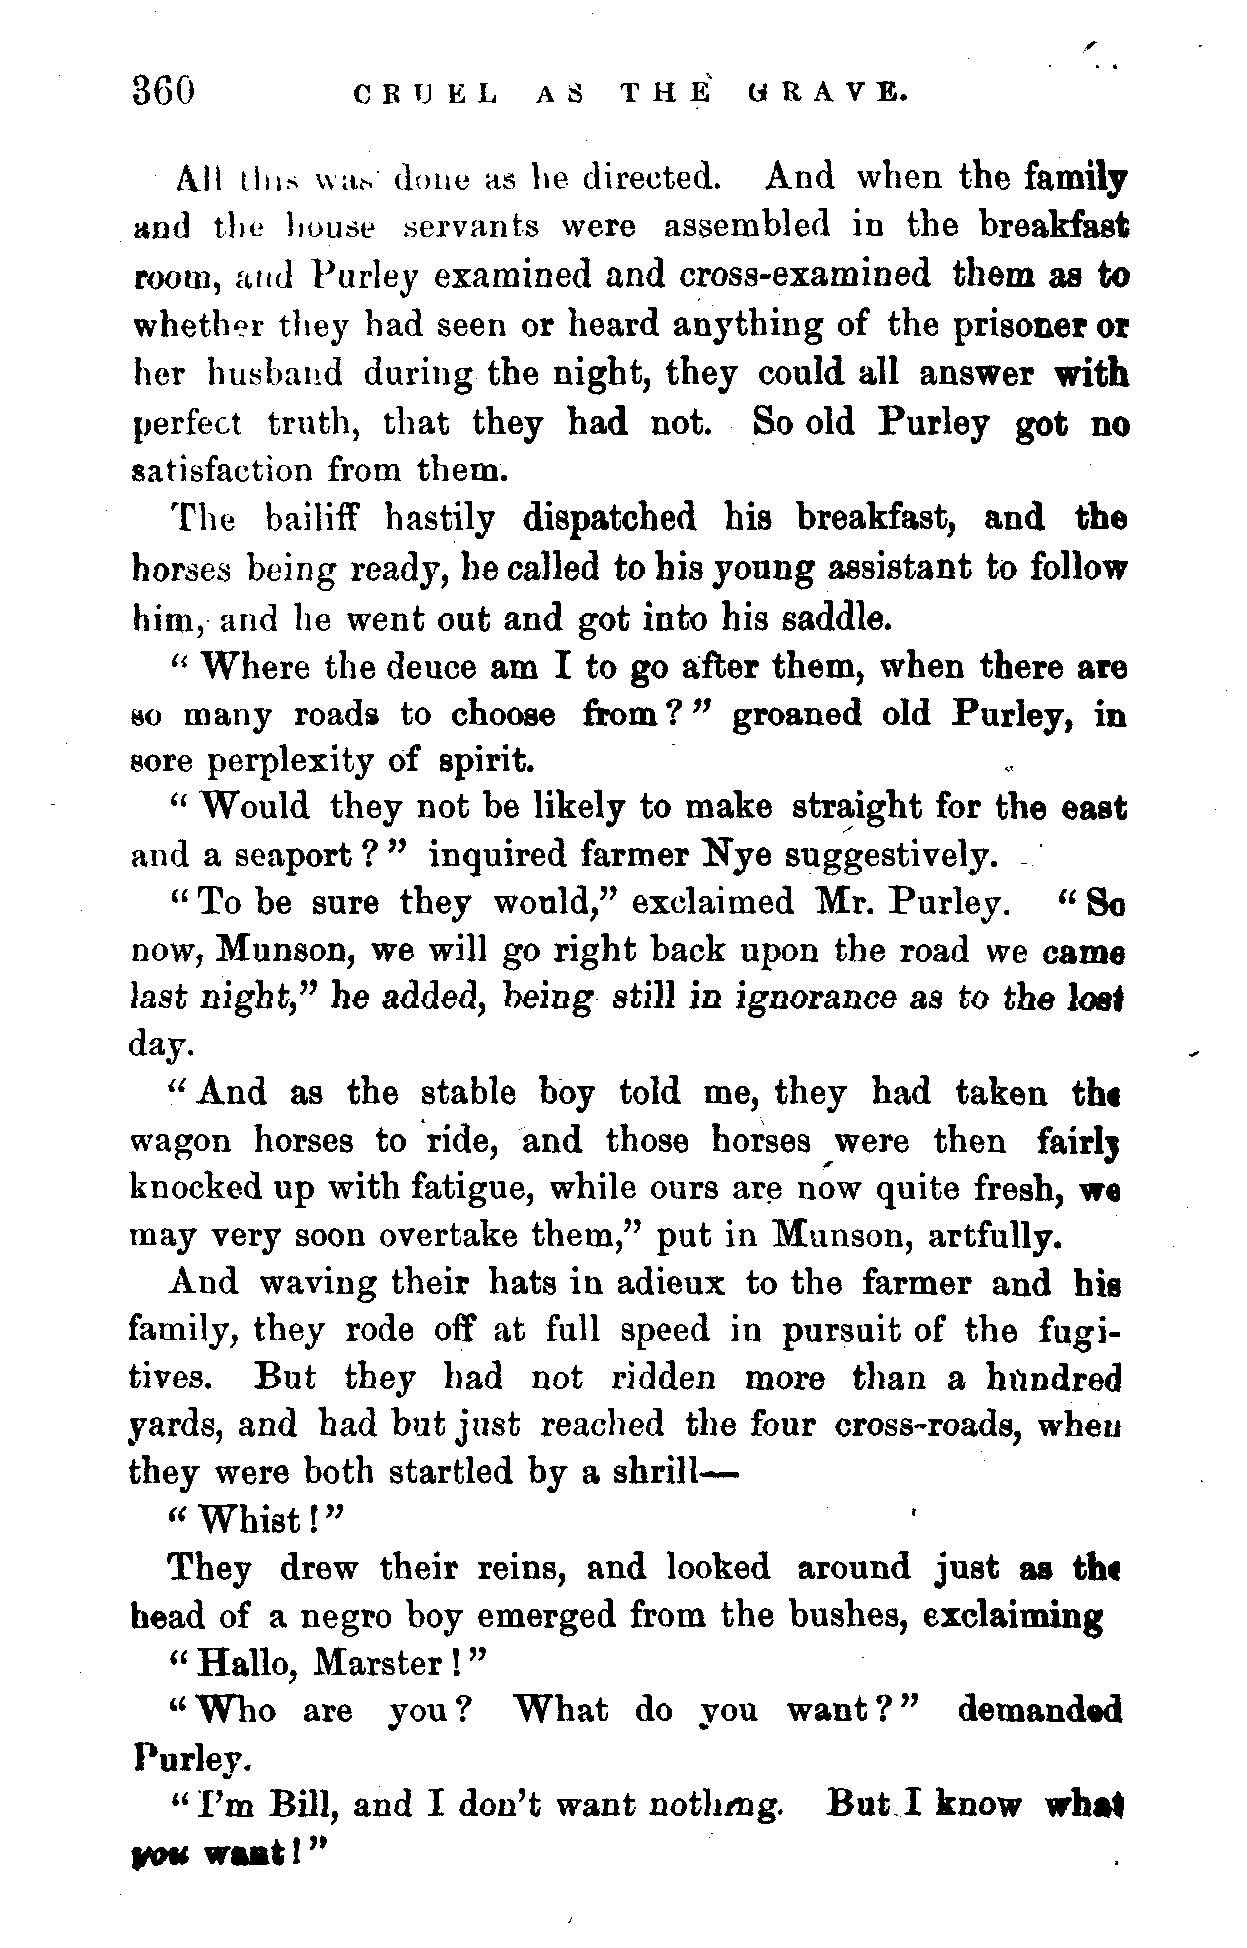 360 CRUEL AS THE GRAVE.
All this was done as he directed. And when the family
and the house servants were assembled in the breakfast
room, and Purley examined and cross-examined them as to
whether they had seen or heard anything of the prisoner or
her husband during the night, they could all answer with
perfect truth, that they had not. So old Purley got no
satisfaction from them.
The bailiff hastily dispatched his breakfast, and the
horses being ready, he called to his young assistant to follow
him, and he went out and got into his saddle.
"Where the deuce am I to go after them, when there are
so many roads to choose from?" groaned old Purley, in
sore perplexity of spirit.
"Would they not be likely to make straight for the east
and a seaport?" inquired farmer Nye suggestively.
"To be sure they would," exclaimed Mr. Purley. "So
now, Munson, we will go right back upon the road we came
last night," he added, being still in ignorance as to the lost
day.
"And as the stable boy told me, they had taken the
wagon horses to ride, and those horses were then fairly
knocked up with fatigue, while ours are now quite fresh, we
may very soon overtake them," put in Munson, artfully.
And waving their hats in adieux to the farmer and his
family, they rode off at full speed in pursuit of the fugi-
tives. But they had not ridden more than a hundred
yards, and had but just reached the four cross-roads, when
they were both startled by a shrill—
"Whist!"
They drew their reins, and looked around just as the
head of a negro boy emerged from the bushes, exclaiming
"Hallo, Marster!"
"Who are you? What do you want?" demanded
Purley.
"I'm Bill, and I don't want nothing. But I know what
you want!"